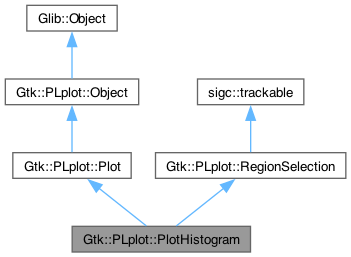 Glib::Object
Gtk::PLplot::Object
sigc::trackable
Gtk::PLplot::Plot
Gtk::PLplot::RegionSelection
Gtk::PLplot::PlotHistogram